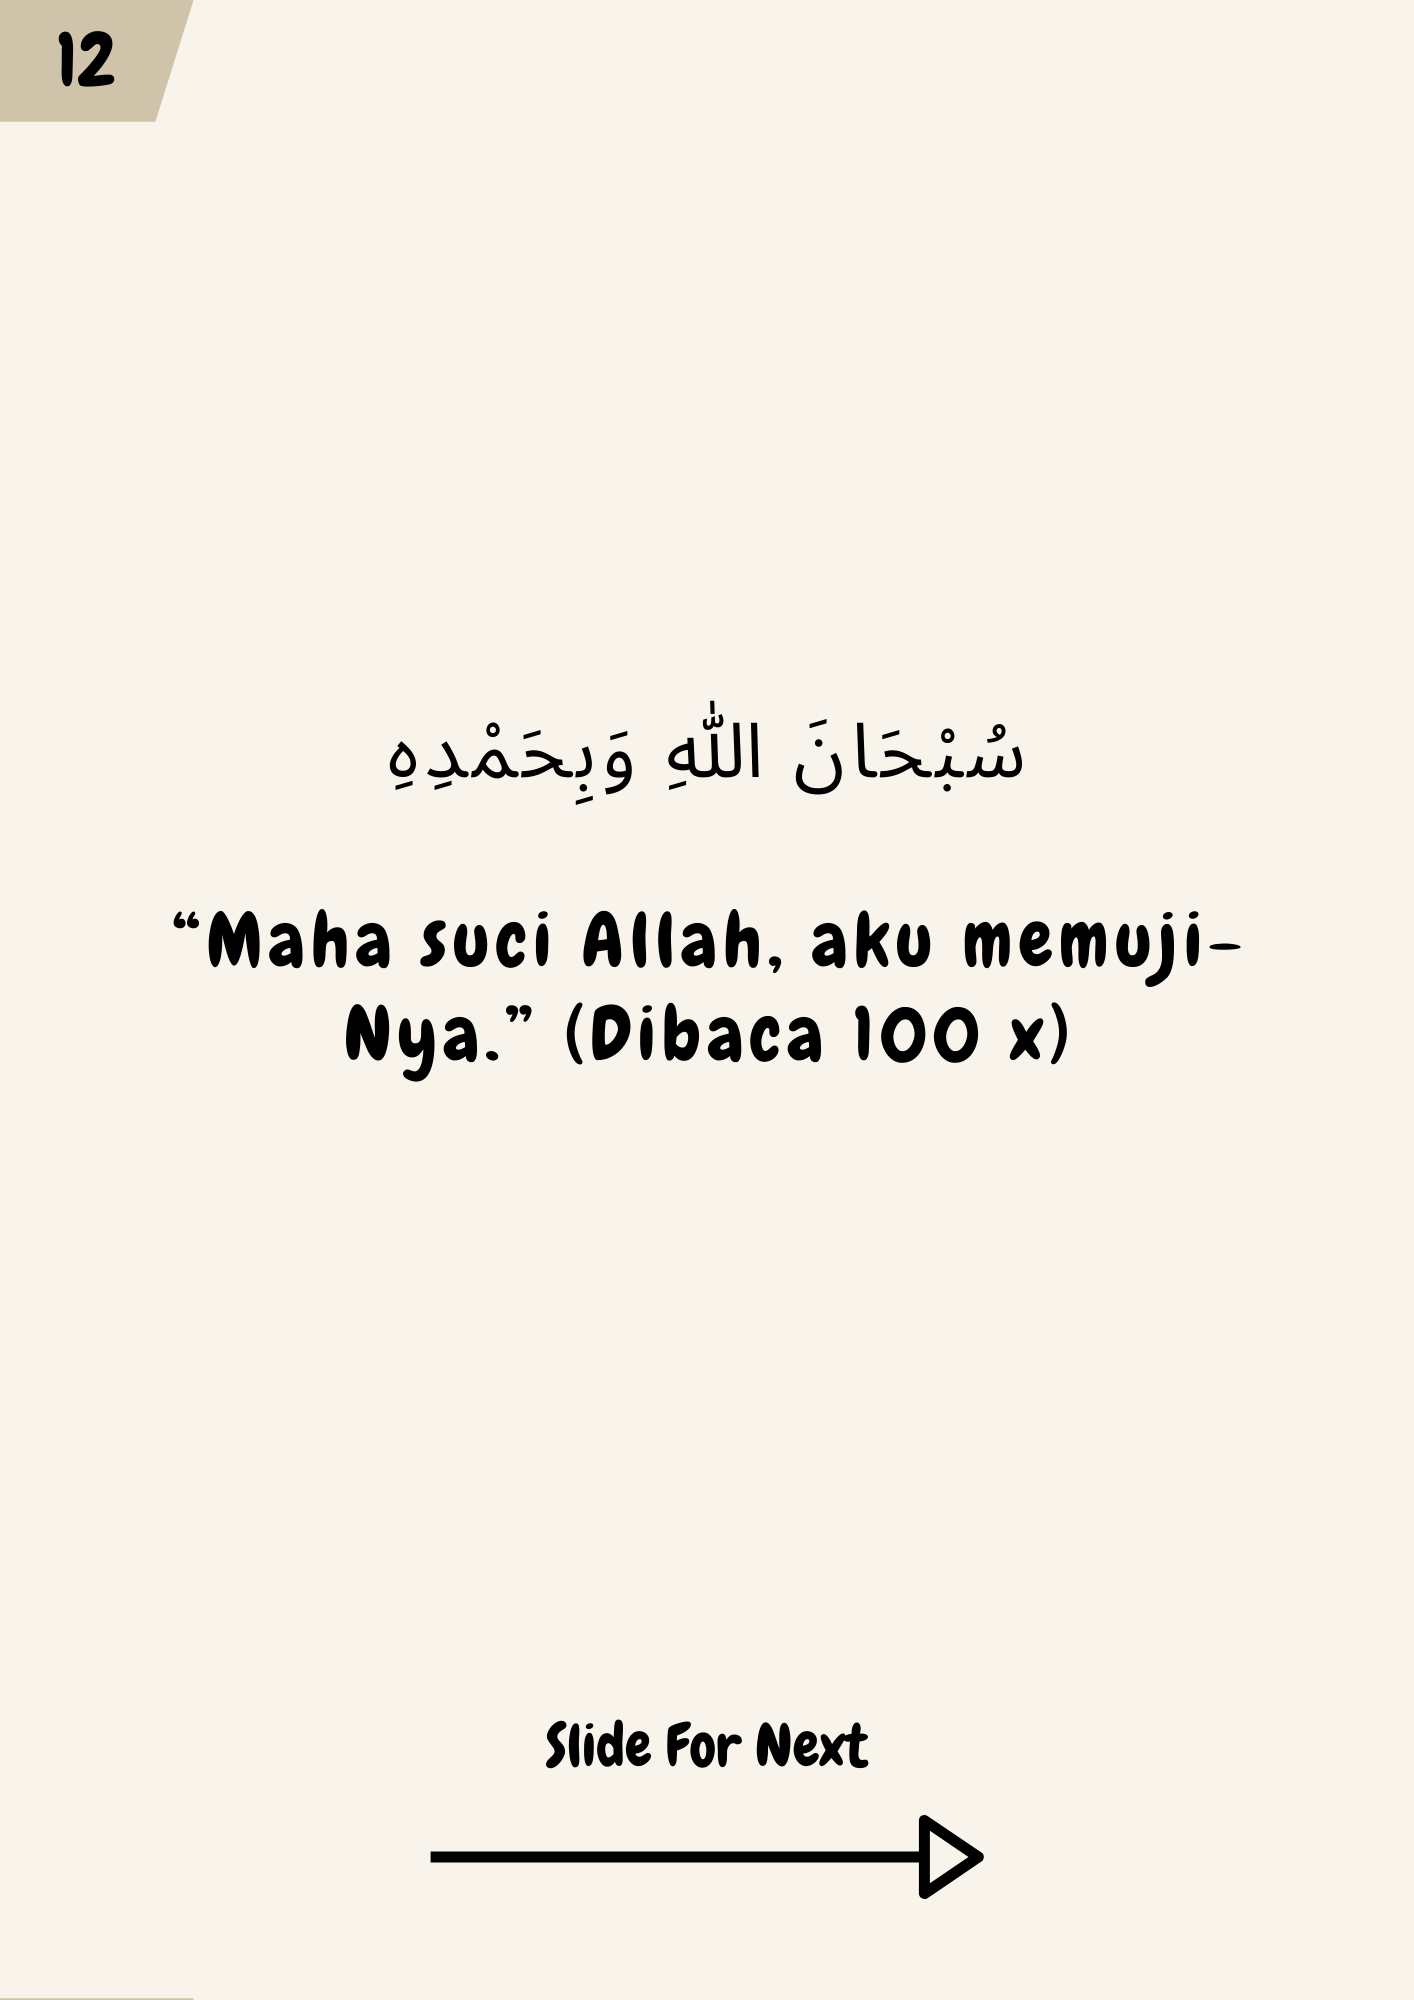 12
سُبْحَانَ اللّٰهِ وَبِحَمْدِهِ
“Maha suci Allah, aku memuji-
Nya.” (Dibaca 100 x)
Slide For Next